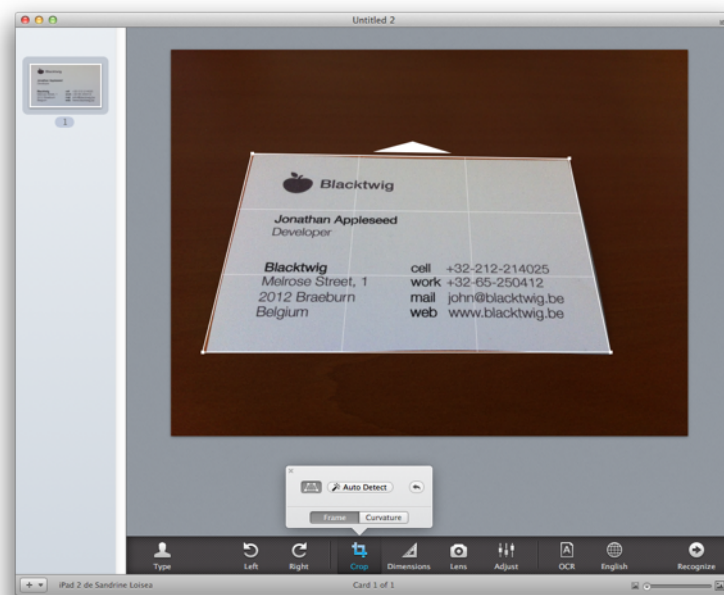 Untitled 2
1
Blacktwig
Jonathan Appleseed
Developer
Blacktwig
Melrose Street, 1
2012 Braeburn
Belgium
cell +32-212-214025
work +32-65-250412
mail john@blacktwig.be
web www.blacktwig.be
Auto Detect
Frame Curvature
Type Left Right Crop Dimensions Lens Adjust OCR English Recognize
iPad 2 de Sandrine Loisea
Card 1 of 1